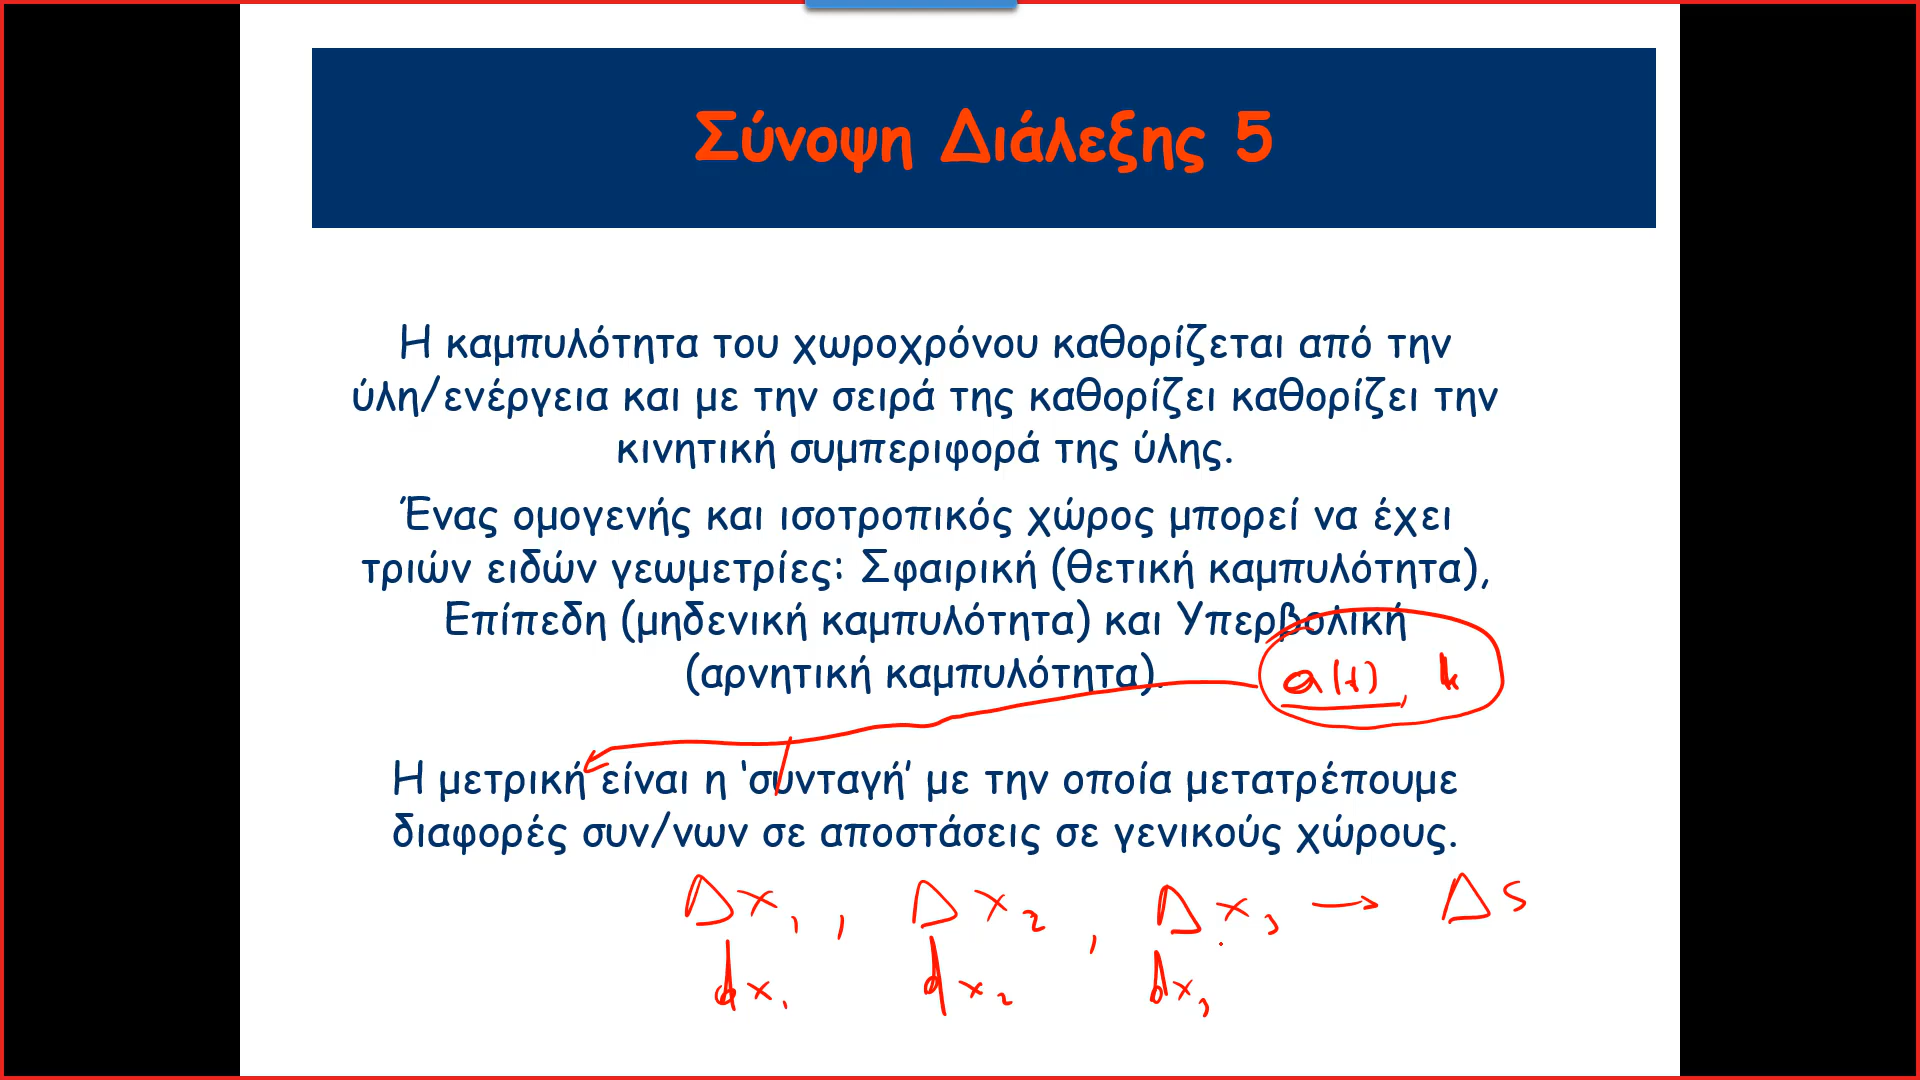 Σύνοψη Διάλεξης 5
Η καμπυλότητα του χωροχρόνου καθορίζεται από την
ύλη/ενέργεια και με την σειρά της καθορίζει καθορίζει την
κινητική συμπεριφορά της ύλης.
Ένας ομογενής και ισοτροπικός χώρος μπορεί να έχει
τριών ειδών γεωμετρίες: Σφαιρική (θετική καμπυλότητα),
Επίπεδη (μηδενική καμπυλότητα) και Υπερβολική
(αρνητική καμπυλότητα).
a(t), k
Η μετρική είναι η 'συνταγή' με την οποία μετατρέπουμε
διαφορές συν/νων σε αποστάσεις σε γενικούς χώρους.
Δx₁, Δx₂, Δx₃ → Δs
dx₁ dx₂ dx₃